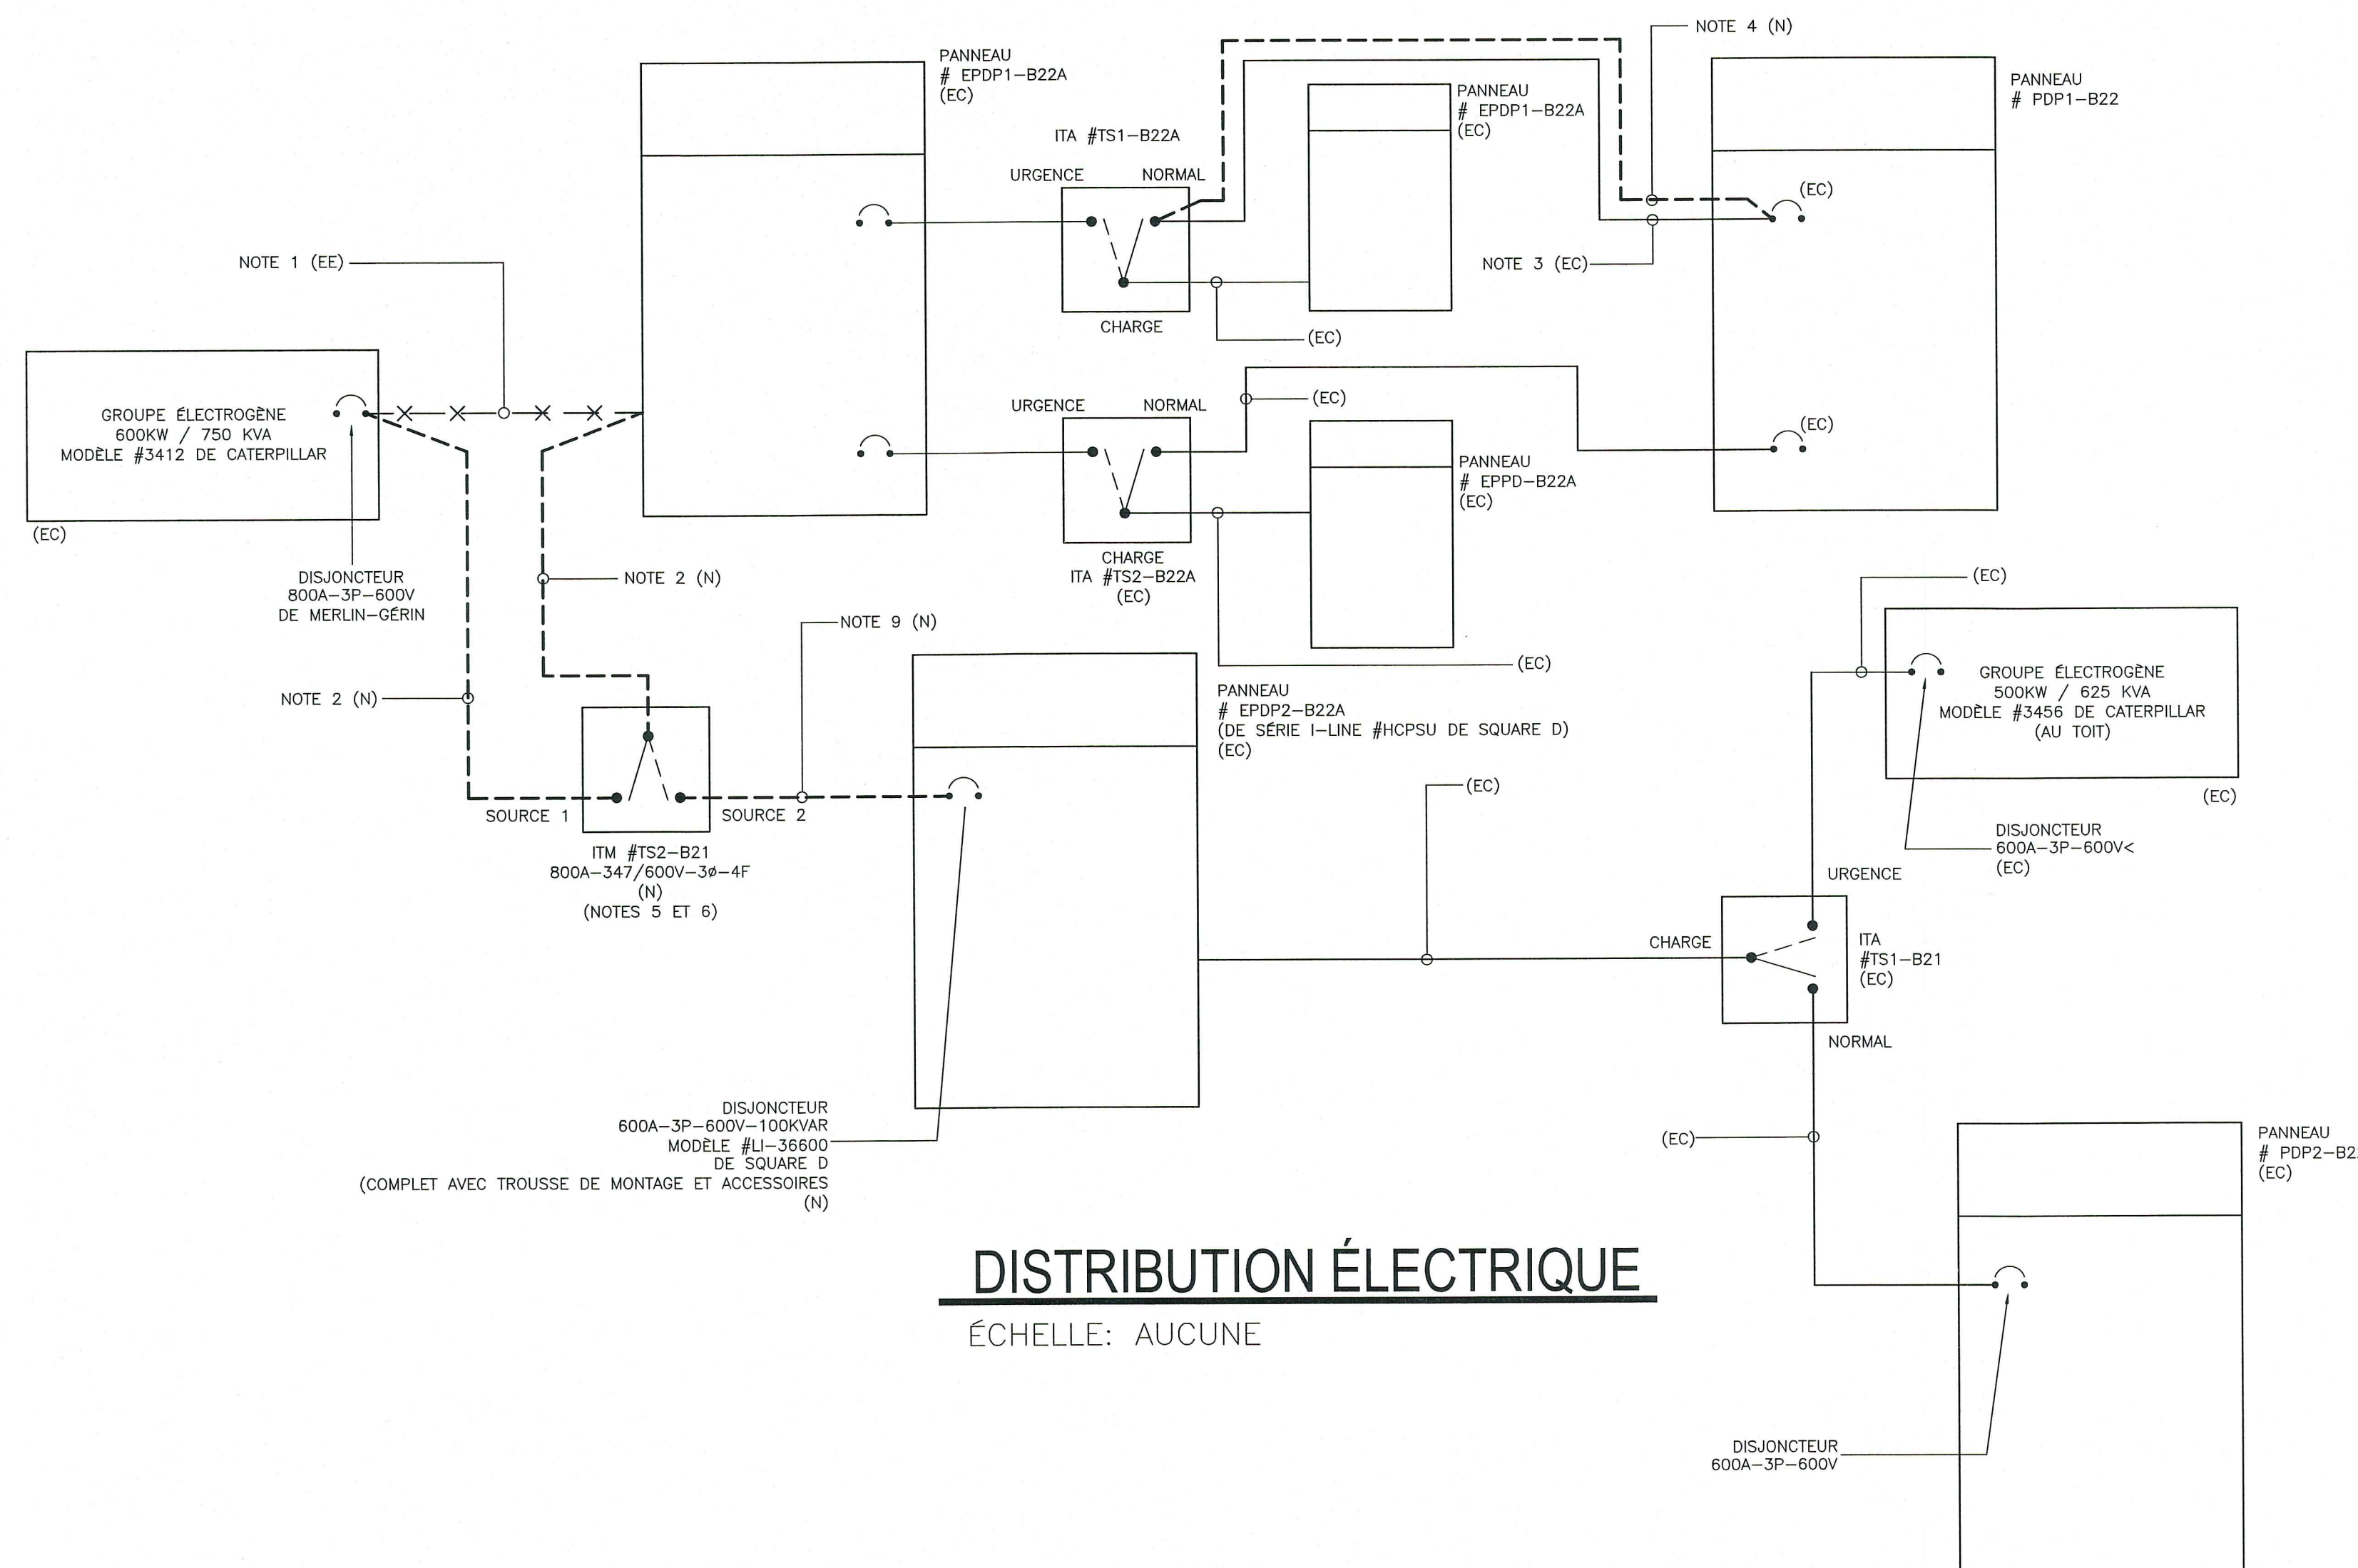 NOTE 4 (N)
PANNEAU
# EPDP1-B22A
(EC)
PANNEAU
# EPDP1-B22A
(EC)
PANNEAU
# PDP1-B22
ITA #TS1-B22A
URGENCE
NORMAL
(EC)
NOTE 1 (EE)
NOTE 3 (EC)
CHARGE
(EC)
GROUPE ÉLECTROGÈNE
600KW / 750 KVA
MODÈLE #3412 DE CATERPILLAR
(EC)
URGENCE
NORMAL
(EC)
(EC)
PANNEAU
# EPPD-B22A
(EC)
CHARGE
ITA #TS2-B22A
(EC)
DISJONCTEUR
800A-3P-600V
DE MERLIN-GÉRIN
NOTE 2 (N)
NOTE 9 (N)
(EC)
(EC)
NOTE 2 (N)
PANNEAU
# EPDP2-B22A
(DE SÉRIE I-LINE #HCPSU DE SQUARE D)
(EC)
GROUPE ÉLECTROGÈNE
500KW / 625 KVA
MODÈLE #3456 DE CATERPILLAR
(AU TOIT)
(EC)
(EC)
SOURCE 1
SOURCE 2
DISJONCTEUR
600A-3P-600V<
(EC)
ITM #TS2-B21
800A-347/600V-3ø-4F
(N)
(NOTES 5 ET 6)
URGENCE
CHARGE
ITA
#TS1-B21
(EC)
NORMAL
DISJONCTEUR
600A-3P-600V-100KVAR
MODÈLE #LI-36600
DE SQUARE D
(COMPLET AVEC TROUSSE DE MONTAGE ET ACCESSOIRES
(N)
(EC)
PANNEAU
# PDP2-B2
(EC)
DISTRIBUTION ÉLECTRIQUE
ÉCHELLE: AUCUNE
DISJONCTEUR
600A-3P-600V